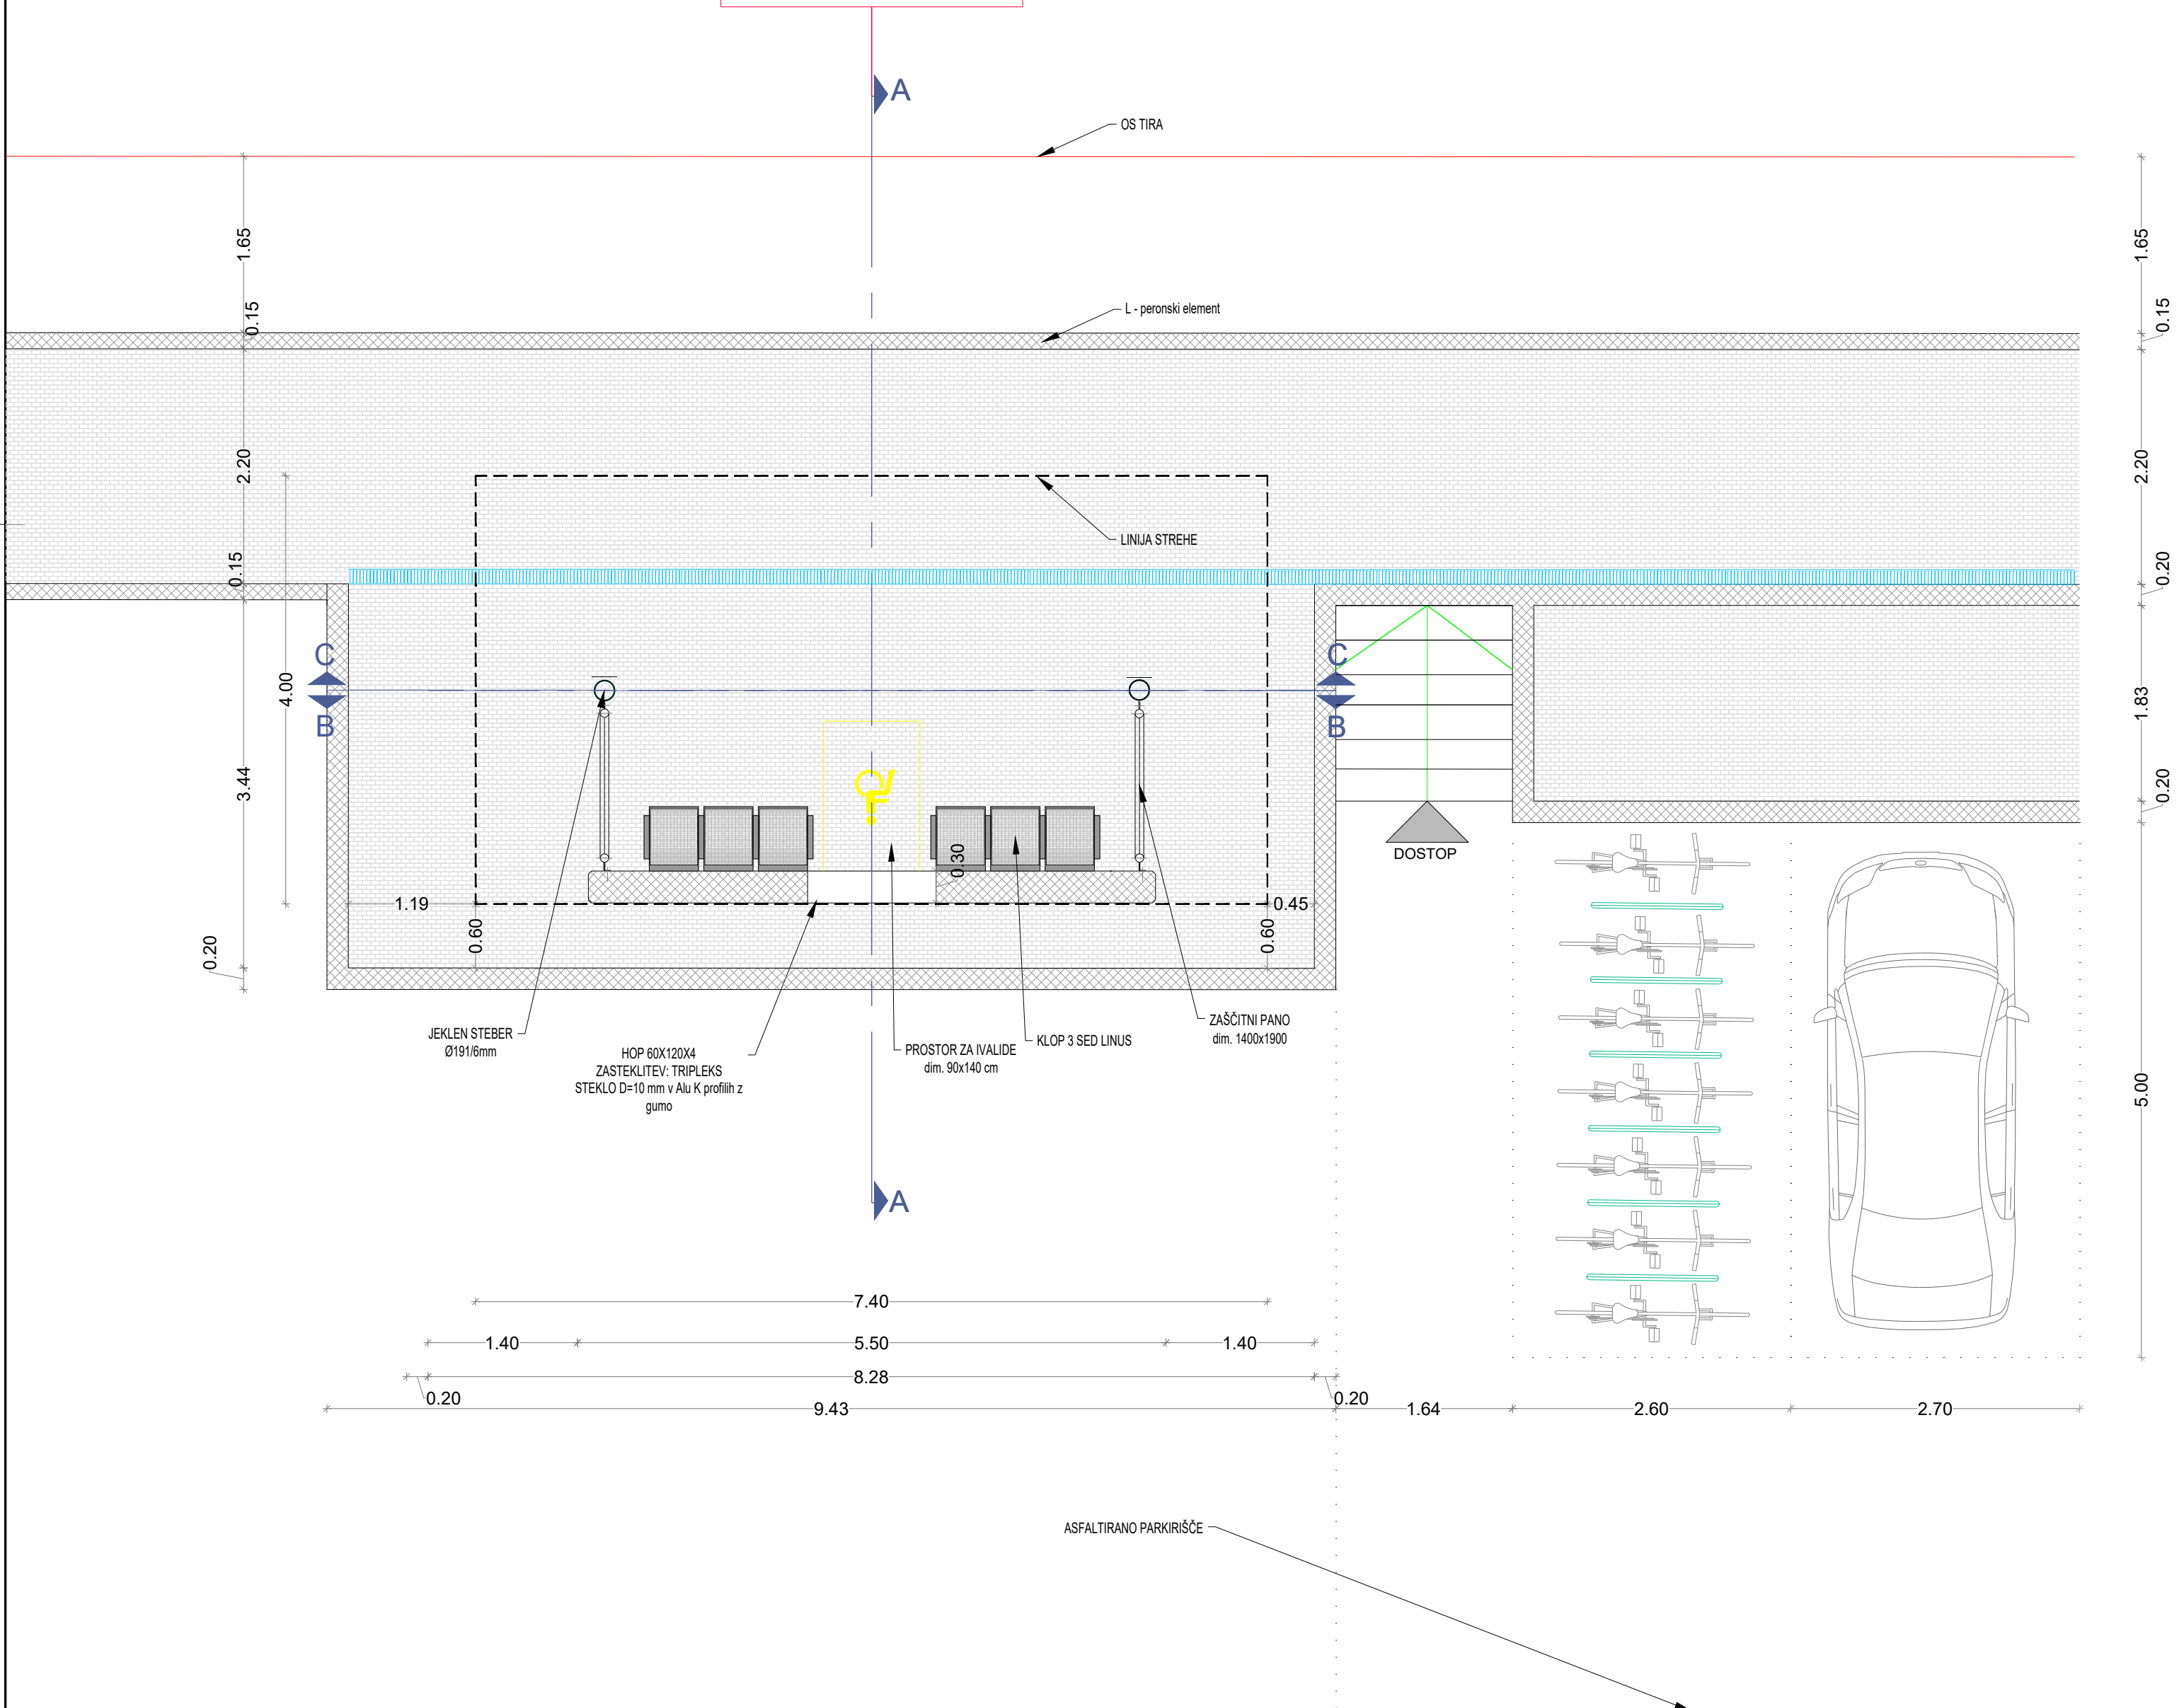 A
OS TIRA
1.65
1.65
0.15
0.15
L - peronski element
2.20
2.20
LINIJA STREHE
0.15
0.20
C
C
4.00
1.83
B
B
3.44
0.20
0.30
DOSTOP
1.19
0.45
0.60
0.60
0.20
JEKLEN STEBER
Ø191/6mm
HOP 60X120X4
ZASTEKLITEV: TRIPLEKS
STEKLO D=10 mm v Alu K profilih z
gumo
PROSTOR ZA IVALIDE
dim. 90x140 cm
KLOP 3 SED LINUS
ZAŠČITNI PANO
dim. 1400x1900
5.00
A
7.40
1.40
5.50
1.40
8.28
0.20
0.20
9.43
1.64
2.60
2.70
ASFALTIRANO PARKIRIŠČE